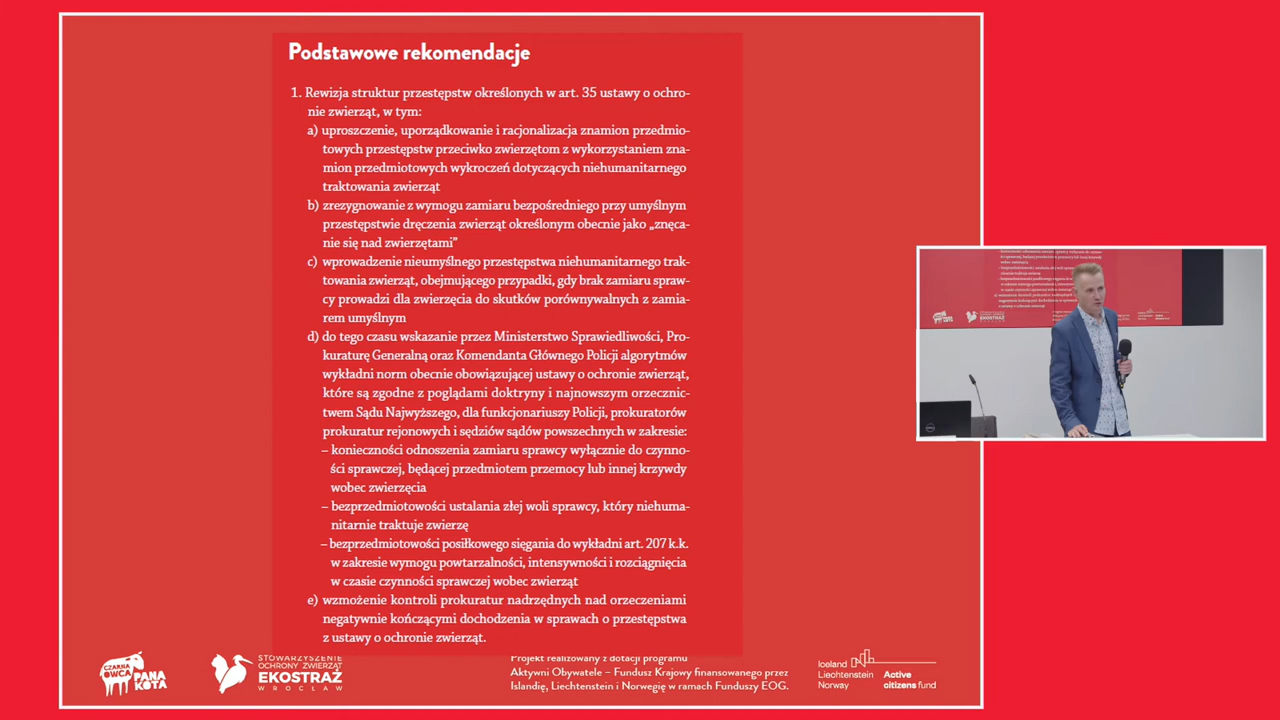 Podstawowe rekomendacje
1. Rewizja struktur przestępstw określonych w art. 35 ustawy o ochro-
nie zwierząt, w tym:
a) uproszczenie, uporządkowanie i racjonalizacja znamion przedmio-
towych przestępstw przeciwko zwierzętom z wykorzystaniem zna-
mion przedmiotowych wykroczeń dotyczących niehumanitarnego
traktowania zwierząt
b) zrezygnowanie z wymogu zamiaru bezpośredniego przy umyślnym
przestępstwie dręczenia zwierząt określonym obecnie jako „znęca-
nie się nad zwierzętami”
c) wprowadzenie nieumyślnego przestępstwa niehumanitarnego trak-
towania zwierząt, obejmującego przypadki, gdy brak zamiaru spraw-
cy prowadzi dla zwierzęcia do skutków porównywalnych z zamia-
rem umyślnym
d) do tego czasu wskazanie przez Ministerstwo Sprawiedliwości, Pro-
kuraturę Generalną oraz Komendanta Głównego Policji algorytmów
wykładni norm obecnie obowiązującej ustawy o ochronie zwierząt,
które są zgodne z poglądami doktryny i najnowszym orzecznic-
twem Sądu Najwyższego, dla funkcjonariuszy Policji, prokuratorów
prokuratur rejonowych i sędziów sądów powszechnych w zakresie:
– konieczności odnoszenia zamiaru sprawcy wyłącznie do czynno-
ści sprawczej, będącej przedmiotem przemocy lub innej krzywdy
wobec zwierzęcia
– bezprzedmiotowości ustalania złej woli sprawcy, który niehuma-
nitarnie traktuje zwierzę
– bezprzedmiotowości posiłkowego sięgania do wykładni art. 207 k.k.
w zakresie wymogu powtarzalności, intensywności i rozciągnięcia
w czasie czynności sprawczej wobec zwierząt
e) wzmożenie kontroli prokuratur nadrzędnych nad orzeczeniami
negatywnie kończącymi dochodzenia w sprawach o przestępstwa
z ustawy o ochronie zwierząt.
CZARNA
OWCA
PANA
KOTA
STOWARZYSZENIE
OCHRONY ZWIERZĄT
EKOSTRAŻ
WROCŁAW
Projekt realizowany z dotacji programu
Aktywni Obywatele – Fundusz Krajowy finansowanego przez
Islandię, Liechtenstein i Norwegię w ramach Funduszy EOG.
Iceland
Liechtenstein
Norway
Active
citizens fund